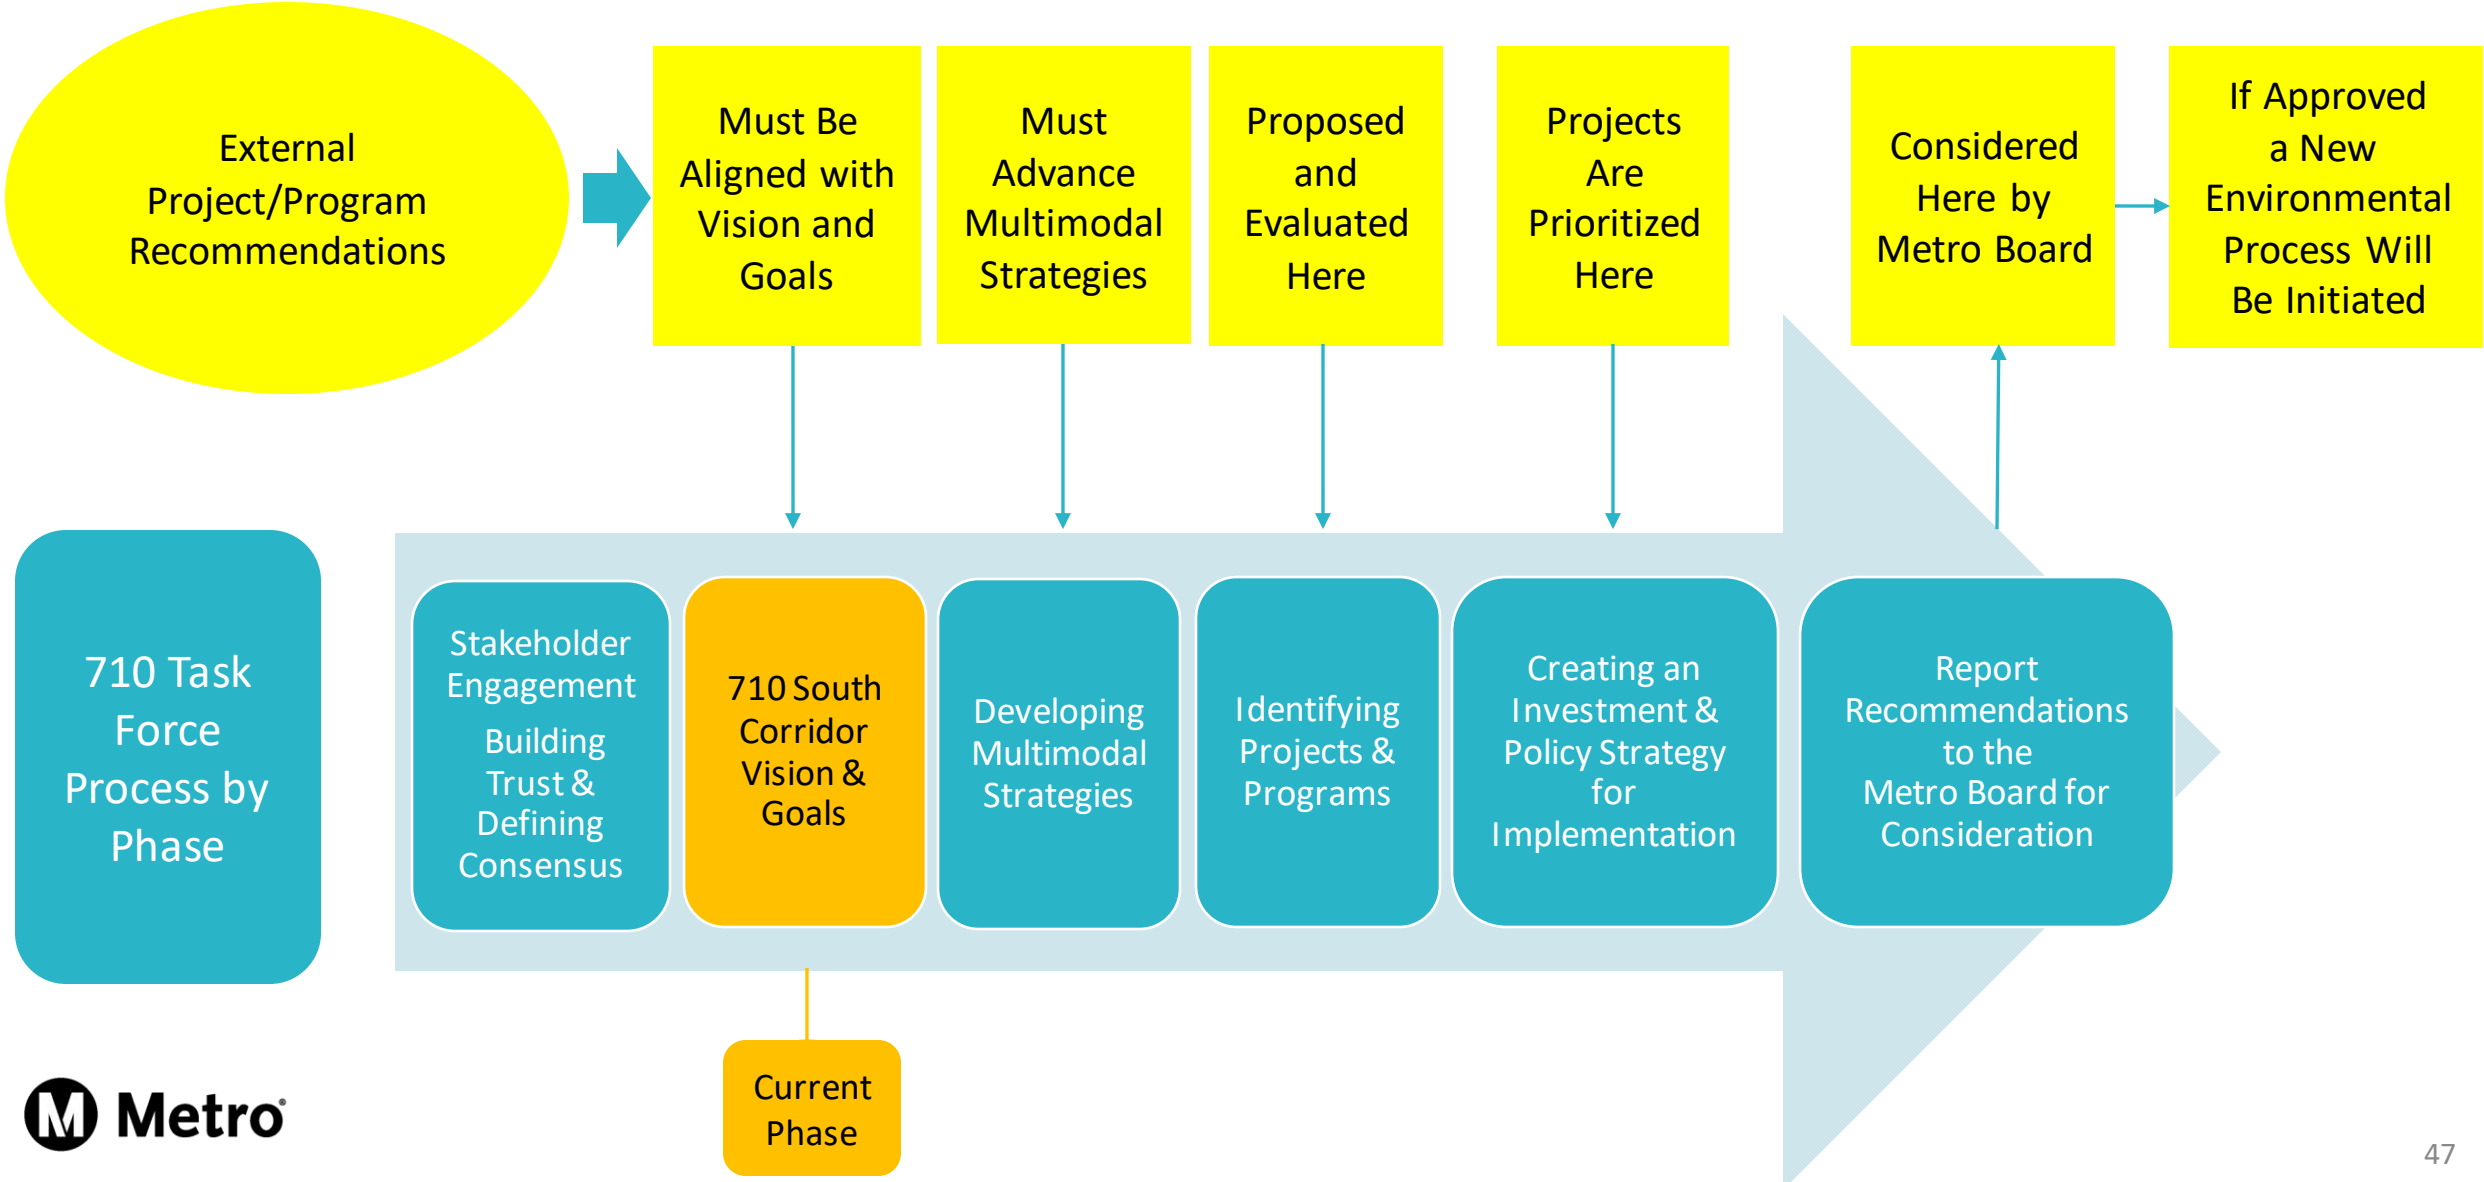 External
Project/Program
Recommendations
Must Be
Aligned with
Vision and
Goals
Must
Advance
Multimodal
Strategies
Proposed
and
Evaluated
Here
Projects
Are
Prioritized
Here
Considered
Here by
Metro Board
If Approved
a New
Environmental
Process Will
Be Initiated
710 Task
Force
Process by
Phase
Stakeholder
Engagement
Building
Trust &
Defining
Consensus
710 South
Corridor
Vision &
Goals
Developing
Multimodal
Strategies
Identifying
Projects &
Programs
Creating an
Investment &
Policy Strategy
for
Implementation
Report
Recommendations
to the
Metro Board for
Consideration
Current
Phase
M Metro
47